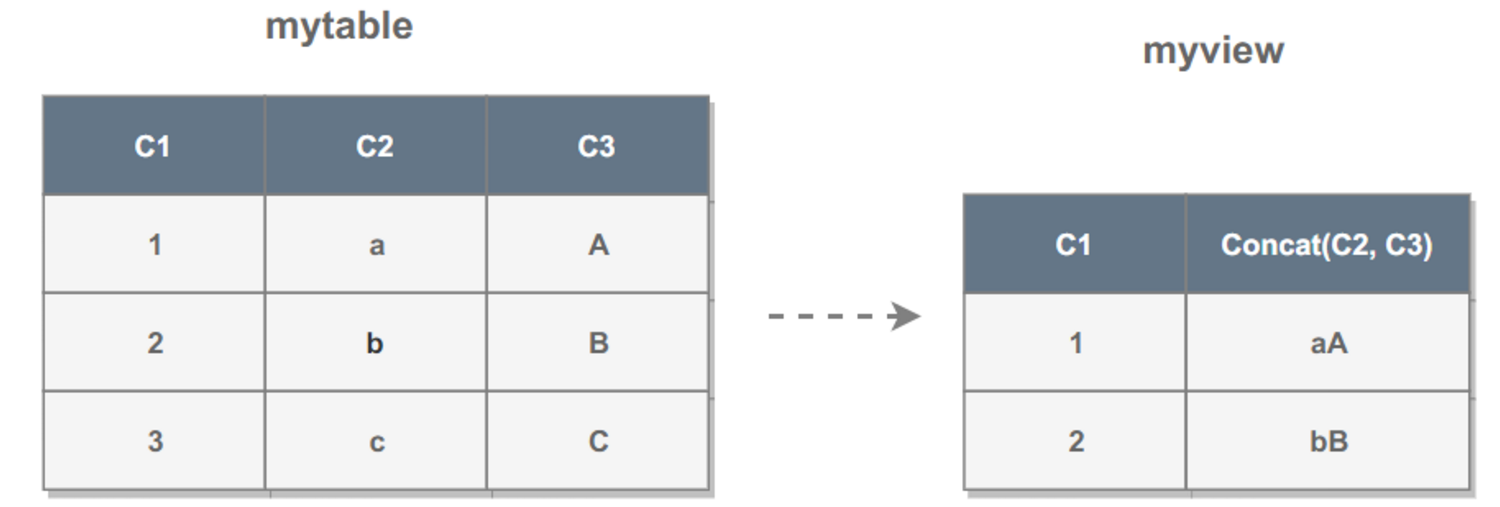 mytable
C1 C2 C3
1 a A
2 b B
3 c C
myview
C1 Concat(C2, C3)
1 aA
2 bB